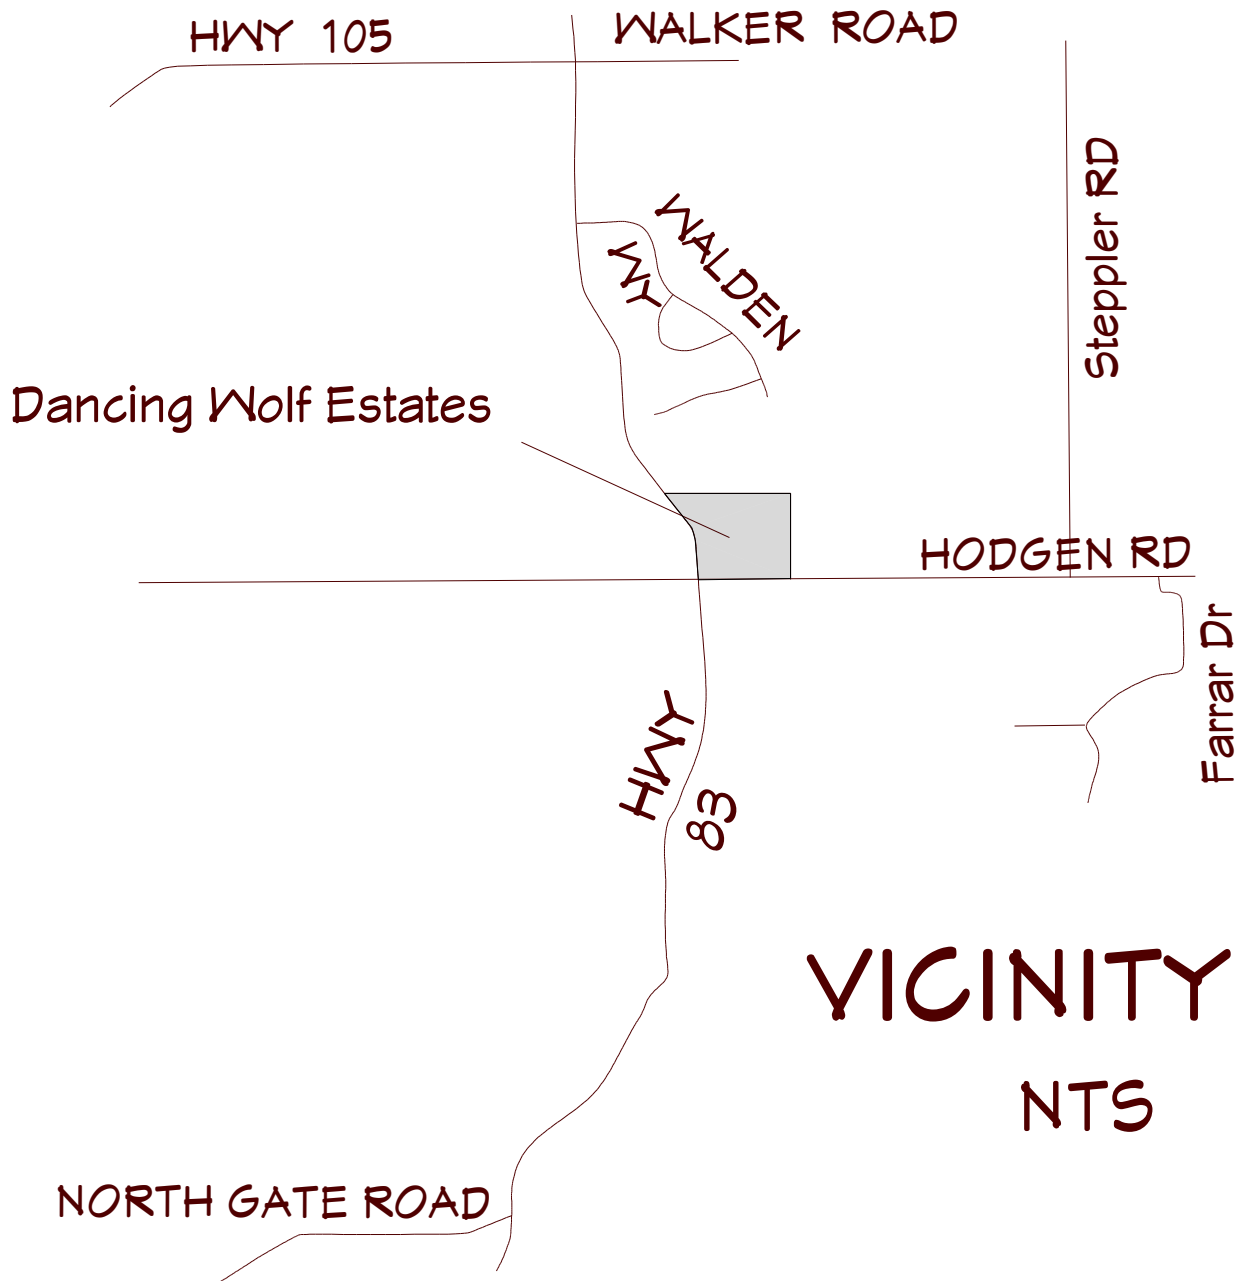 HWY 105
WALKER ROAD
Steppler RD
WALDEN
WY
Dancing Wolf Estates
HODGEN RD
Farrar Dr
HWY
83
VICINITY
NTS
NORTH GATE ROAD